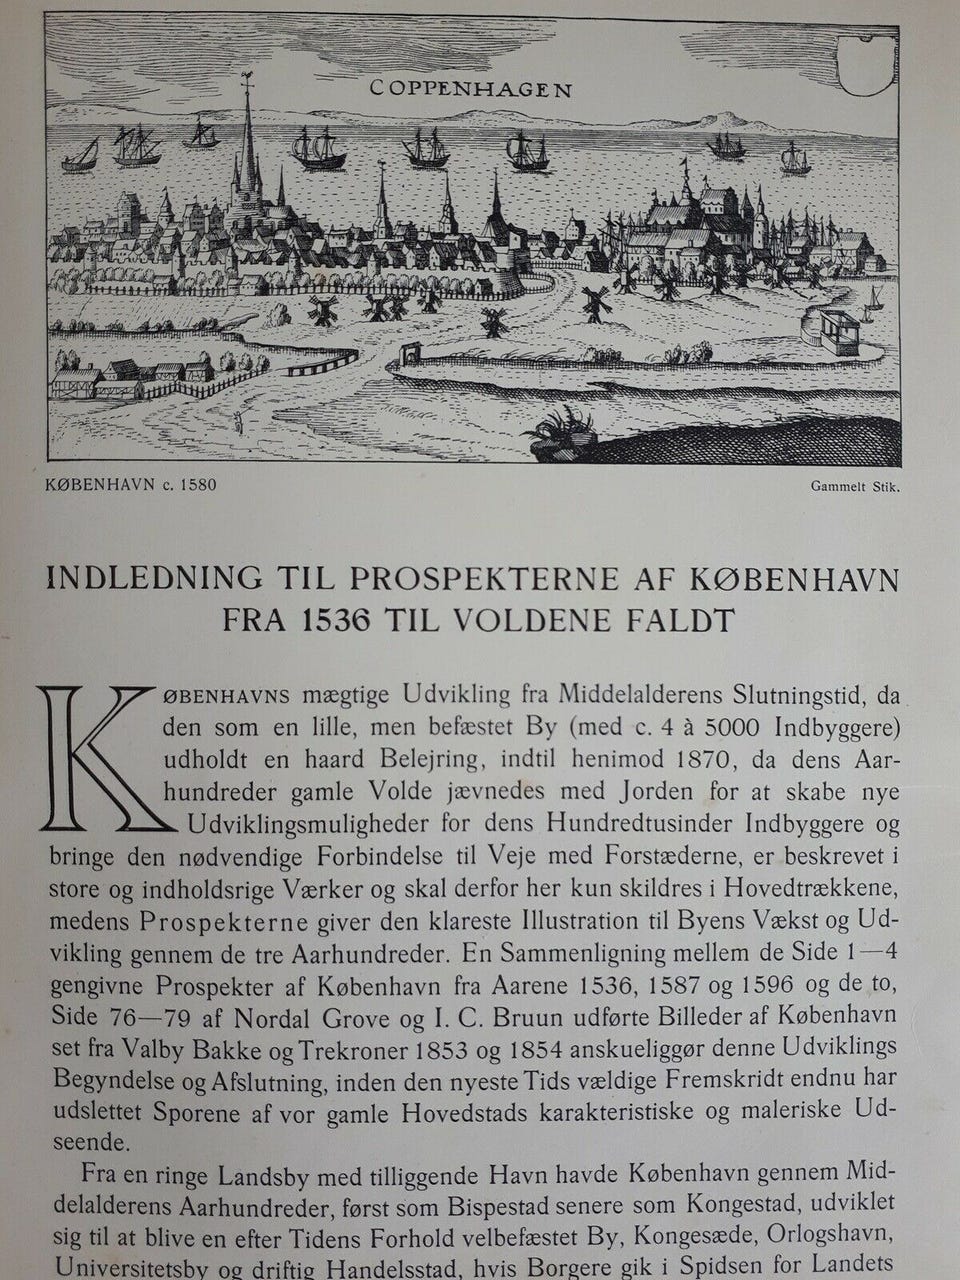 COPPENHAGEN
KØBENHAVN c. 1580
Gammelt Stik.
INDLEDNING TIL PROSPEKTERNE AF KØBENHAVN
FRA 1536 TIL VOLDENE FALDT
KØBENHAVNS mægtige Udvikling fra Middelalderens Slutningstid, da
den som en lille, men befæstet By (med c. 4 à 5000 Indbyggere)
udholdt en haard Belejring, indtil henimod 1870, da dens Aar-
hundreder gamle Volde jævnedes med Jorden for at skabe nye
Udviklingsmuligheder for dens Hundredtusinder Indbyggere og
bringe den nødvendige Forbindelse til Veje med Forstæderne, er beskrevet i
store og indholdsrige Værker og skal derfor her kun skildres i Hovedtrækkene,
medens Prospekterne giver den klareste Illustration til Byens Vækst og Ud-
vikling gennem de tre Aarhundreder. En Sammenligning mellem de Side 1—4
gengivne Prospekter af København fra Aarene 1536, 1587 og 1596 og de to,
Side 76—79 af Nordal Grove og I. C. Bruun udførte Billeder af København
set fra Valby Bakke og Trekroner 1853 og 1854 anskueliggør denne Udviklings
Begyndelse og Afslutning, inden den nyeste Tids vældige Fremskridt endnu har
udslettet Sporene af vor gamle Hovedstads karakteristiske og maleriske Ud-
seende.
Fra en ringe Landsby med tilliggende Havn havde København gennem Mid-
delalderens Aarhundreder, først som Bispestad senere som Kongestad, udviklet
sig til at blive en efter Tidens Forhold velbefæstet By, Kongesæde, Orlogshavn,
Universitetsby og driftig Handelsstad, hvis Borgere gik i Spidsen for Landets